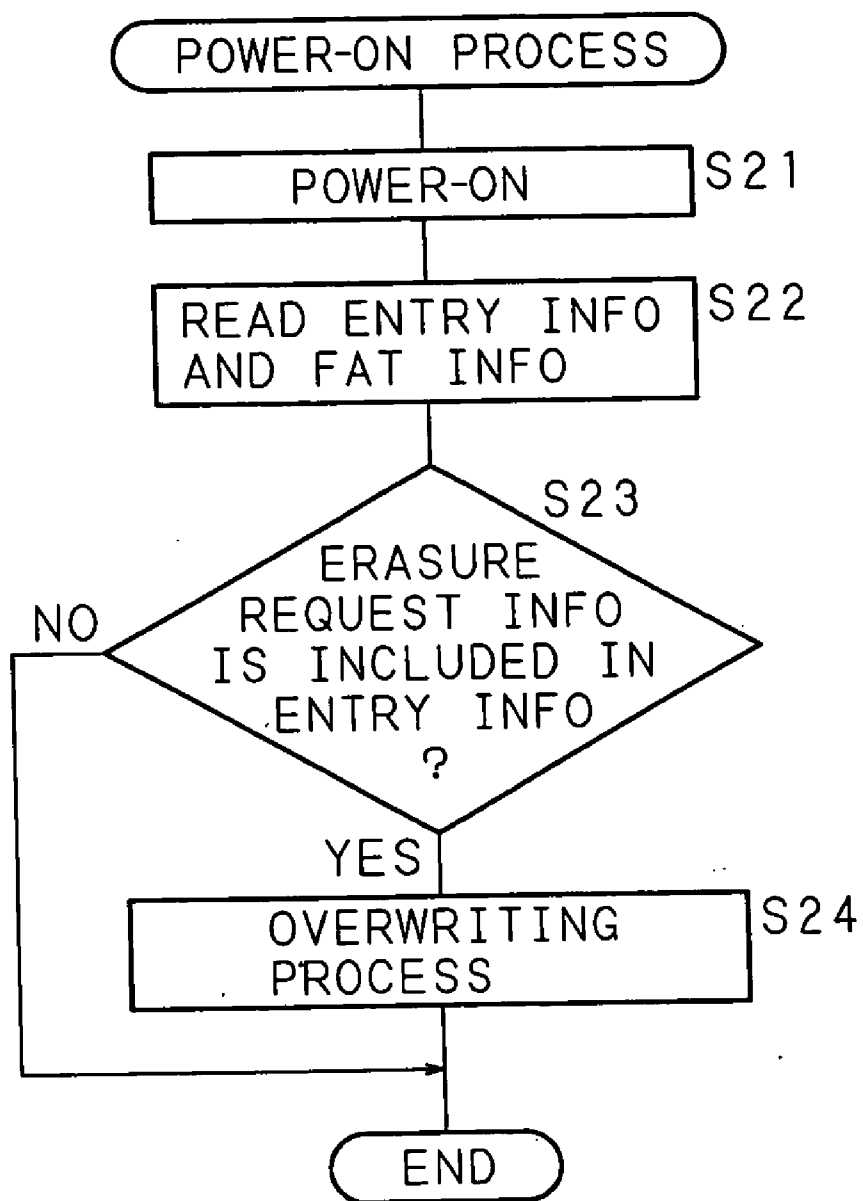 POWER-ON PROCESS
POWER-ON
S21
READ ENTRY INFO
AND FAT INFO
S22
S23
ERASURE
REQUEST INFO
IS INCLUDED IN
ENTRY INFO
?
NO
YES
OVERWRITING
PROCESS
S24
END